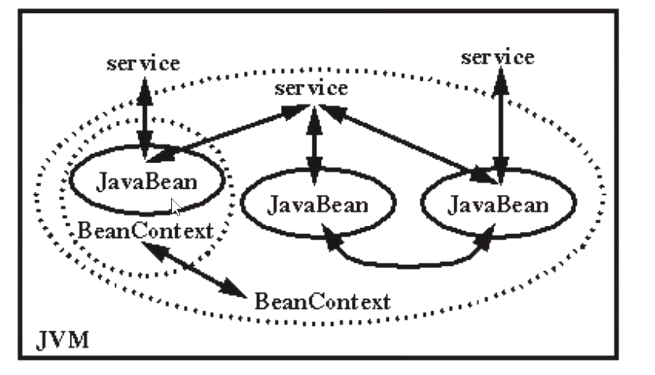 service
service
service
JavaBean
JavaBean
JavaBean
BeanContext
BeanContext
JVM